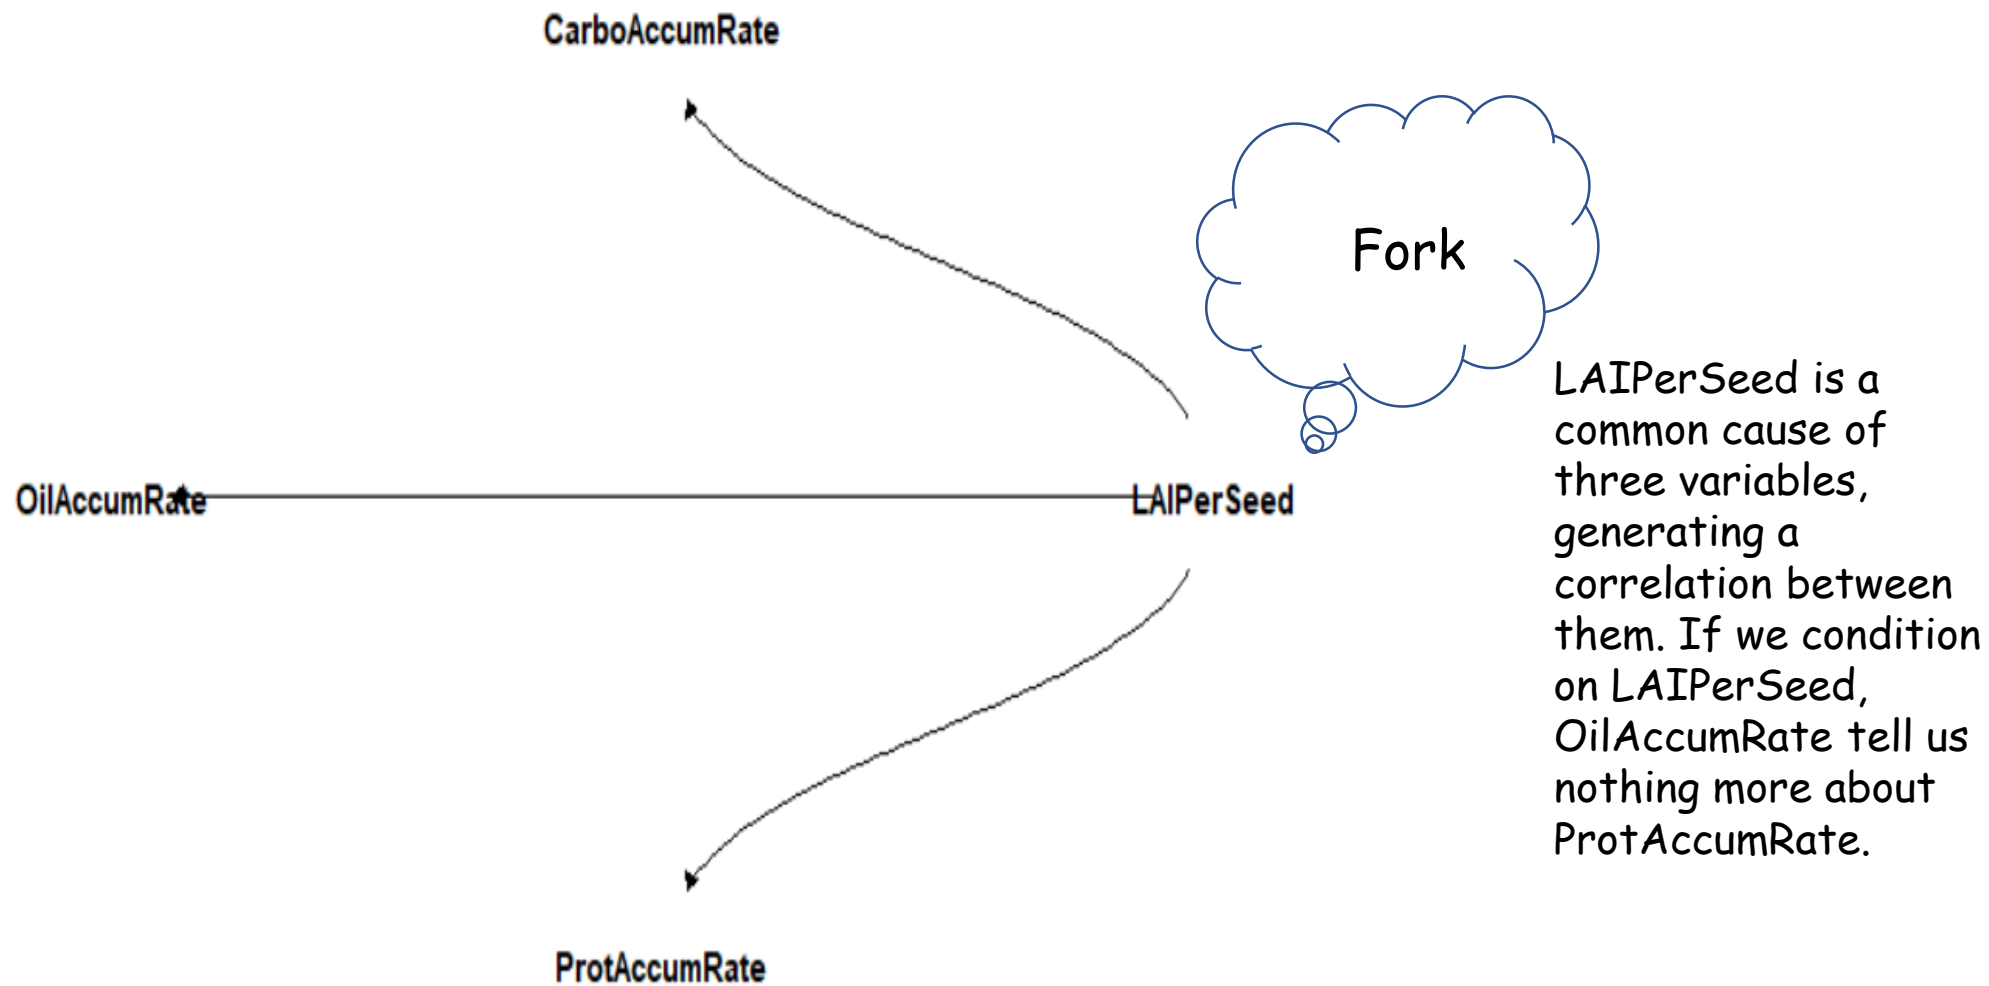 CarboAccumRate
Fork
OilAccumRate
LAIPerSeed
LAIPerSeed is a
common cause of
three variables,
generating a
correlation between
them. If we condition
on LAIPerSeed,
OilAccumRate tell us
nothing more about
ProtAccumRate.
ProtAccumRate